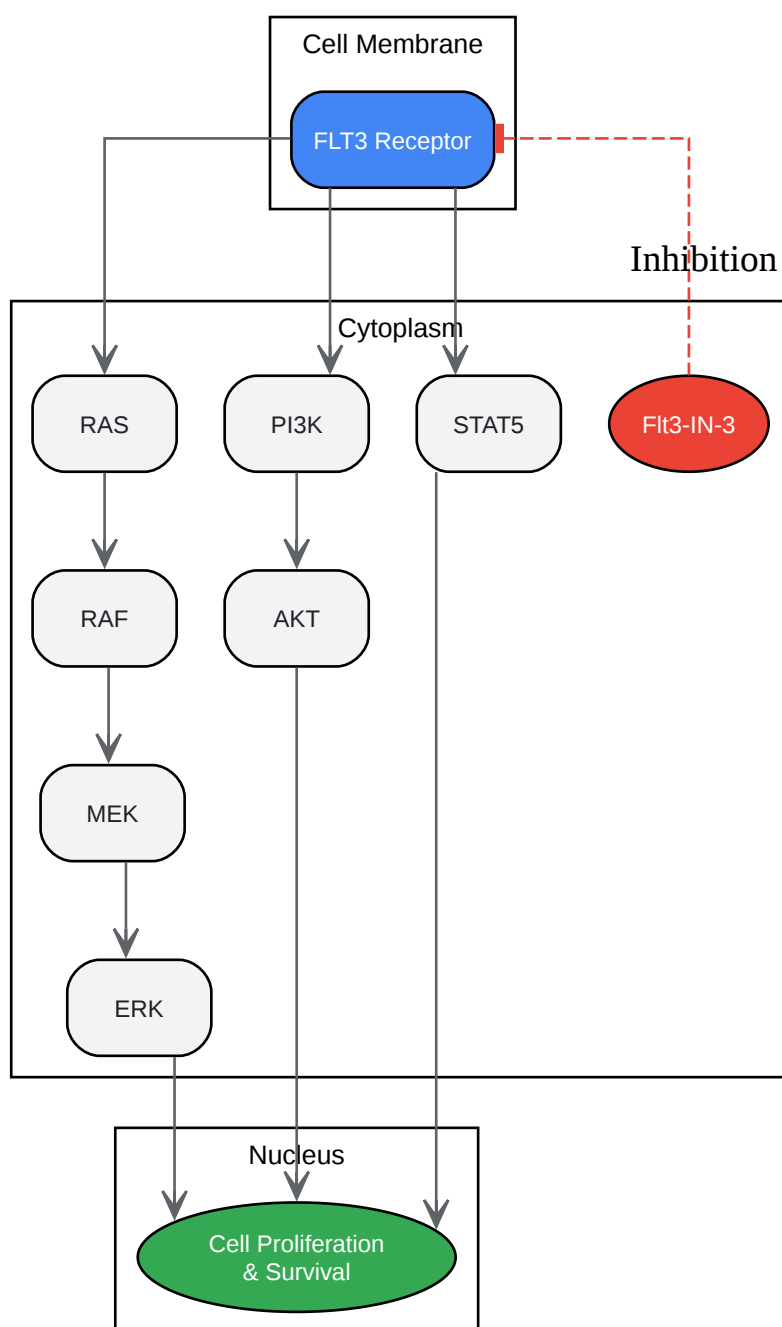 Cell Membrane
FLT3 Receptor
Inhibition
Cytoplasm
RAS
PI3K
STAT5
Flt3-IN-3
RAF
AKT
MEK
ERK
Nucleus
Cell Proliferation
& Survival